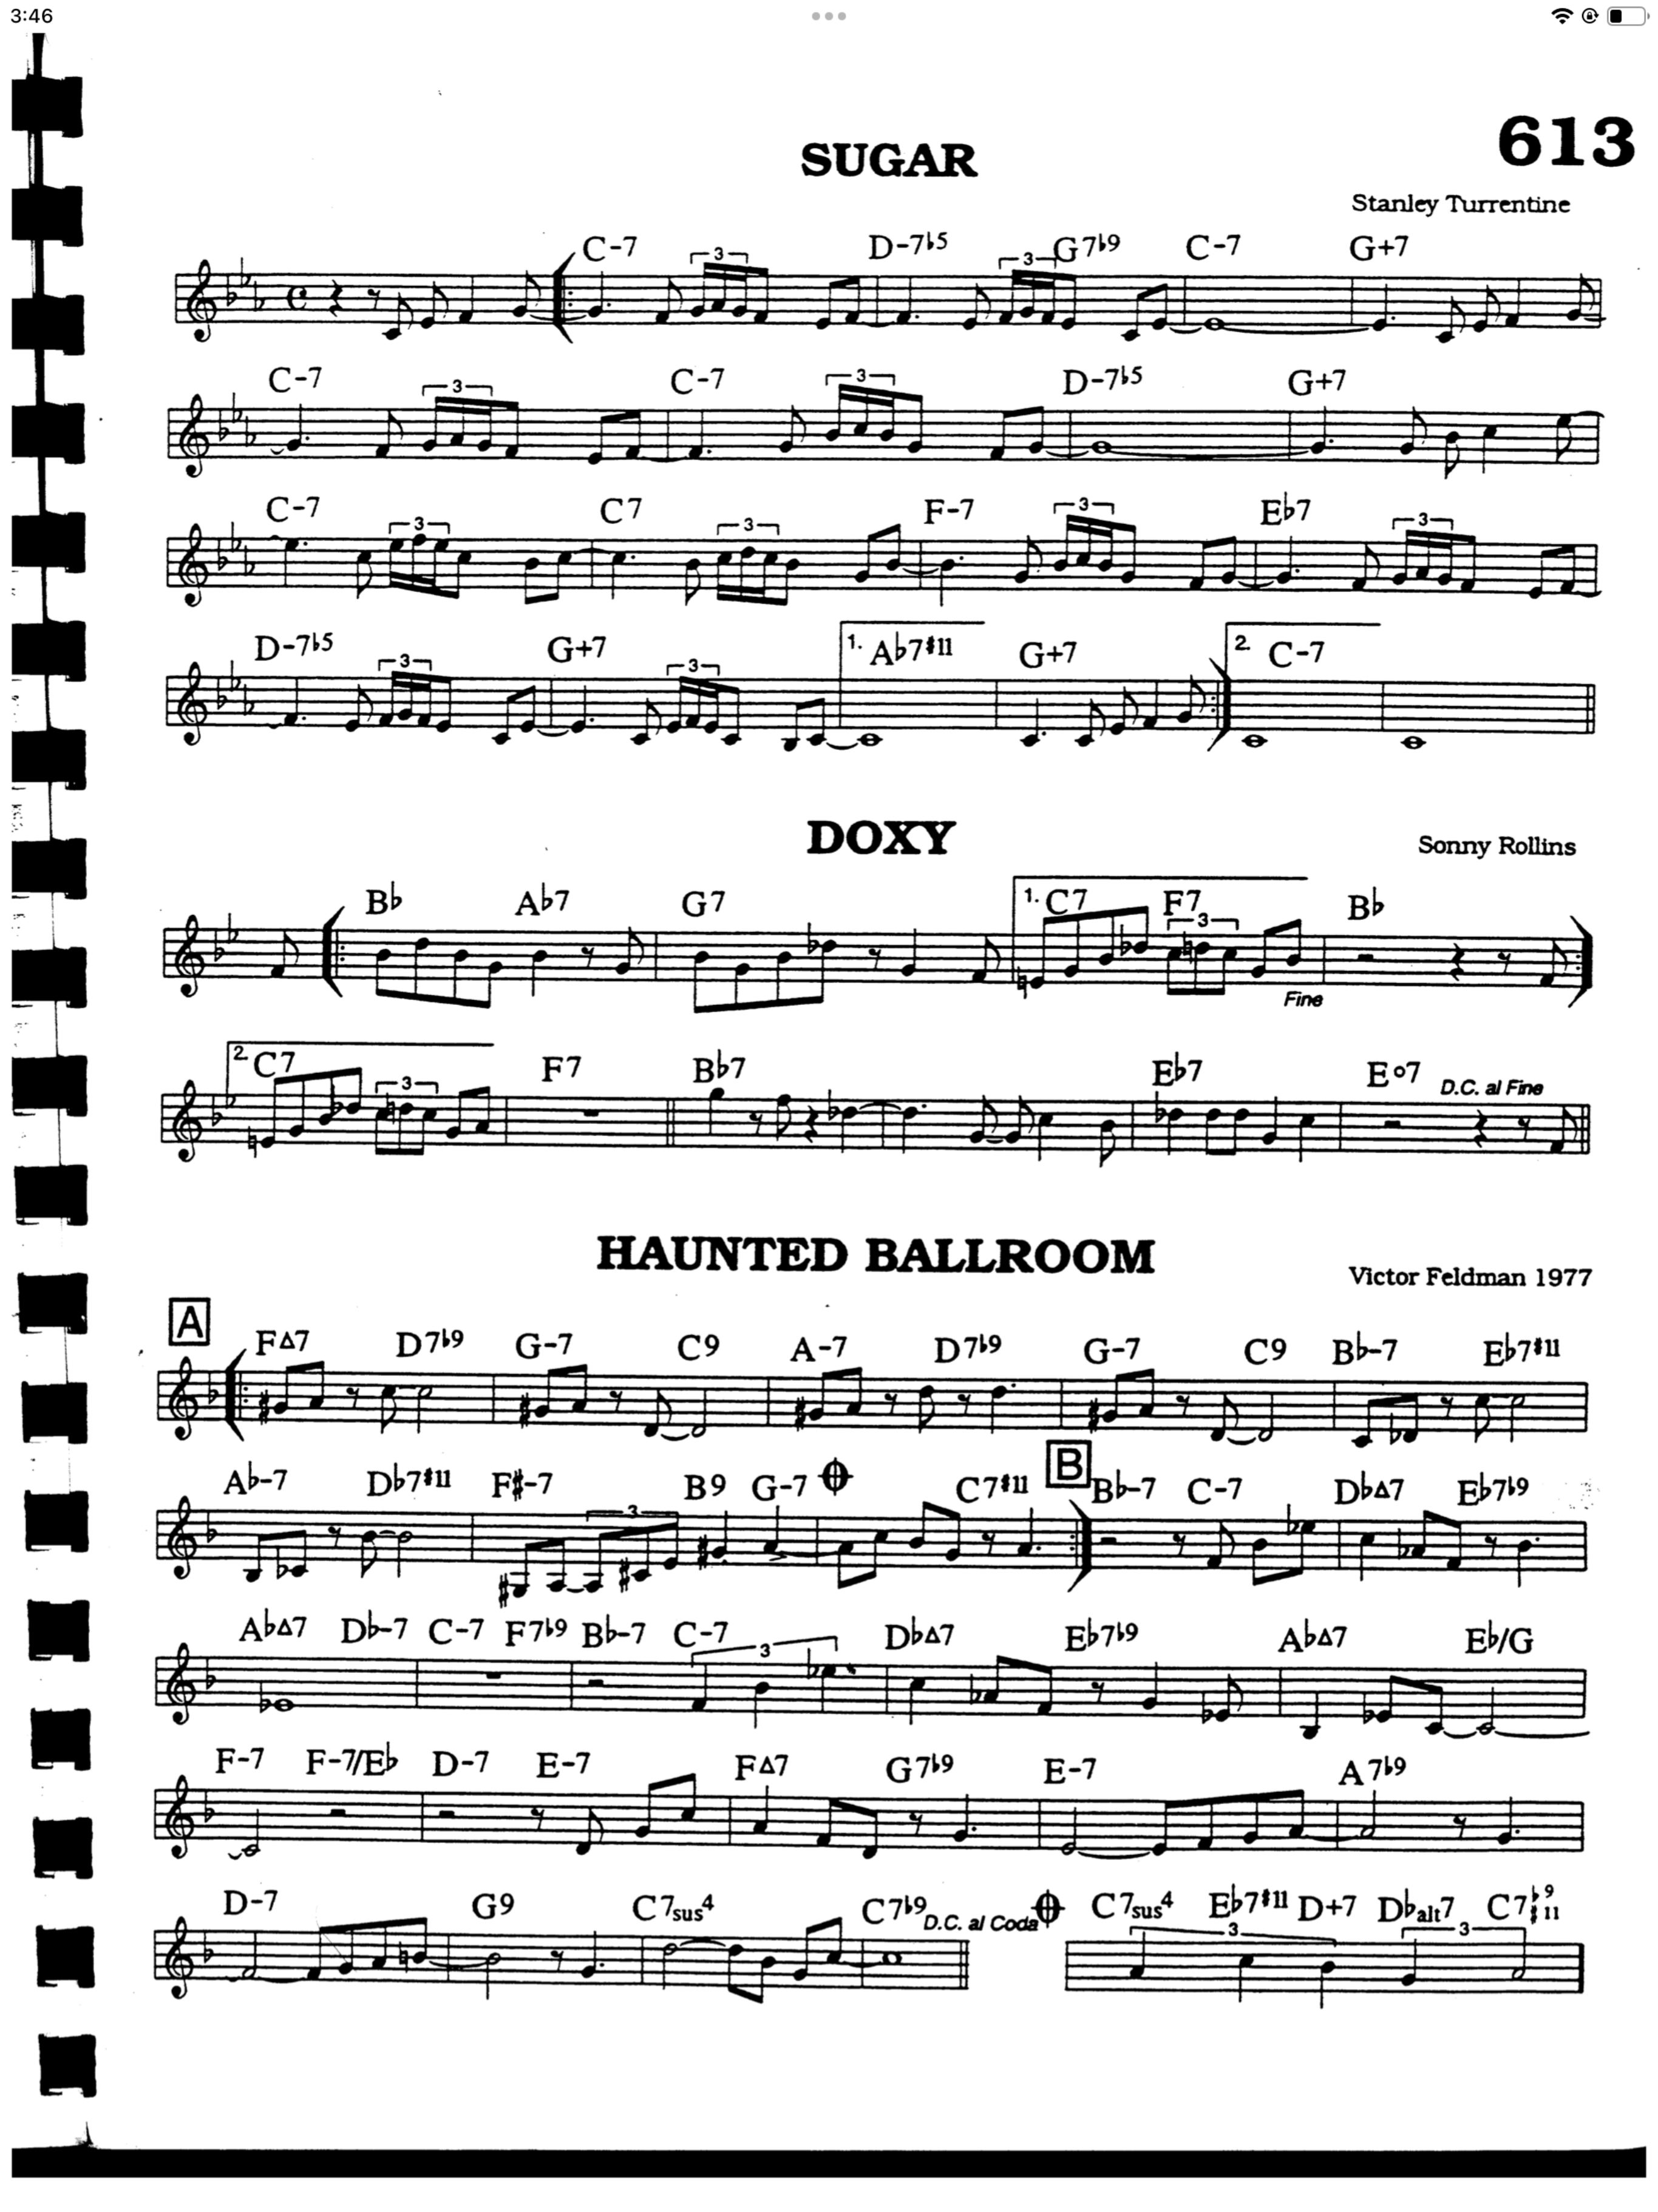 3:46
613
SUGAR
Stanley Turrentine
C-7 D-7♭5 G7♭9 C-7 G+7
3 3
C-7 C-7 D-7♭5 G+7
3 3
C-7 C7 F-7 E♭7
3 3 3 3
D-7♭5 G+7 1. A♭7♯11 G+7 2. C-7
3 3
DOXY
Sonny Rollins
B♭ A♭7 G7 1. C7 F7 B♭
3
Fine
2. C7 F7 B♭7 E♭7 E°7 D.C. al Fine
3
HAUNTED BALLROOM
Victor Feldman 1977
A
FΔ7 D7♭9 G-7 C9 A-7 D7♭9 G-7 C9 B♭-7 E♭7♯11
A♭-7 D♭7♯11 F#-7 B9 G-7 C7♯11 B B♭-7 C-7 D♭Δ7 E♭7♭9
3
A♭Δ7 D♭-7 C-7 F7♭9 B♭-7 C-7 D♭Δ7 E♭7♭9 A♭Δ7 E♭/G
3
F-7 F-7/E♭ D-7 E-7 FΔ7 G7♭9 E-7 A7♭9
D-7 G9 C7sus4 C7♭9 D.C. al Coda C7sus4 E♭7♯11 D+7 D♭alt7 C7♭9♯11
3 3